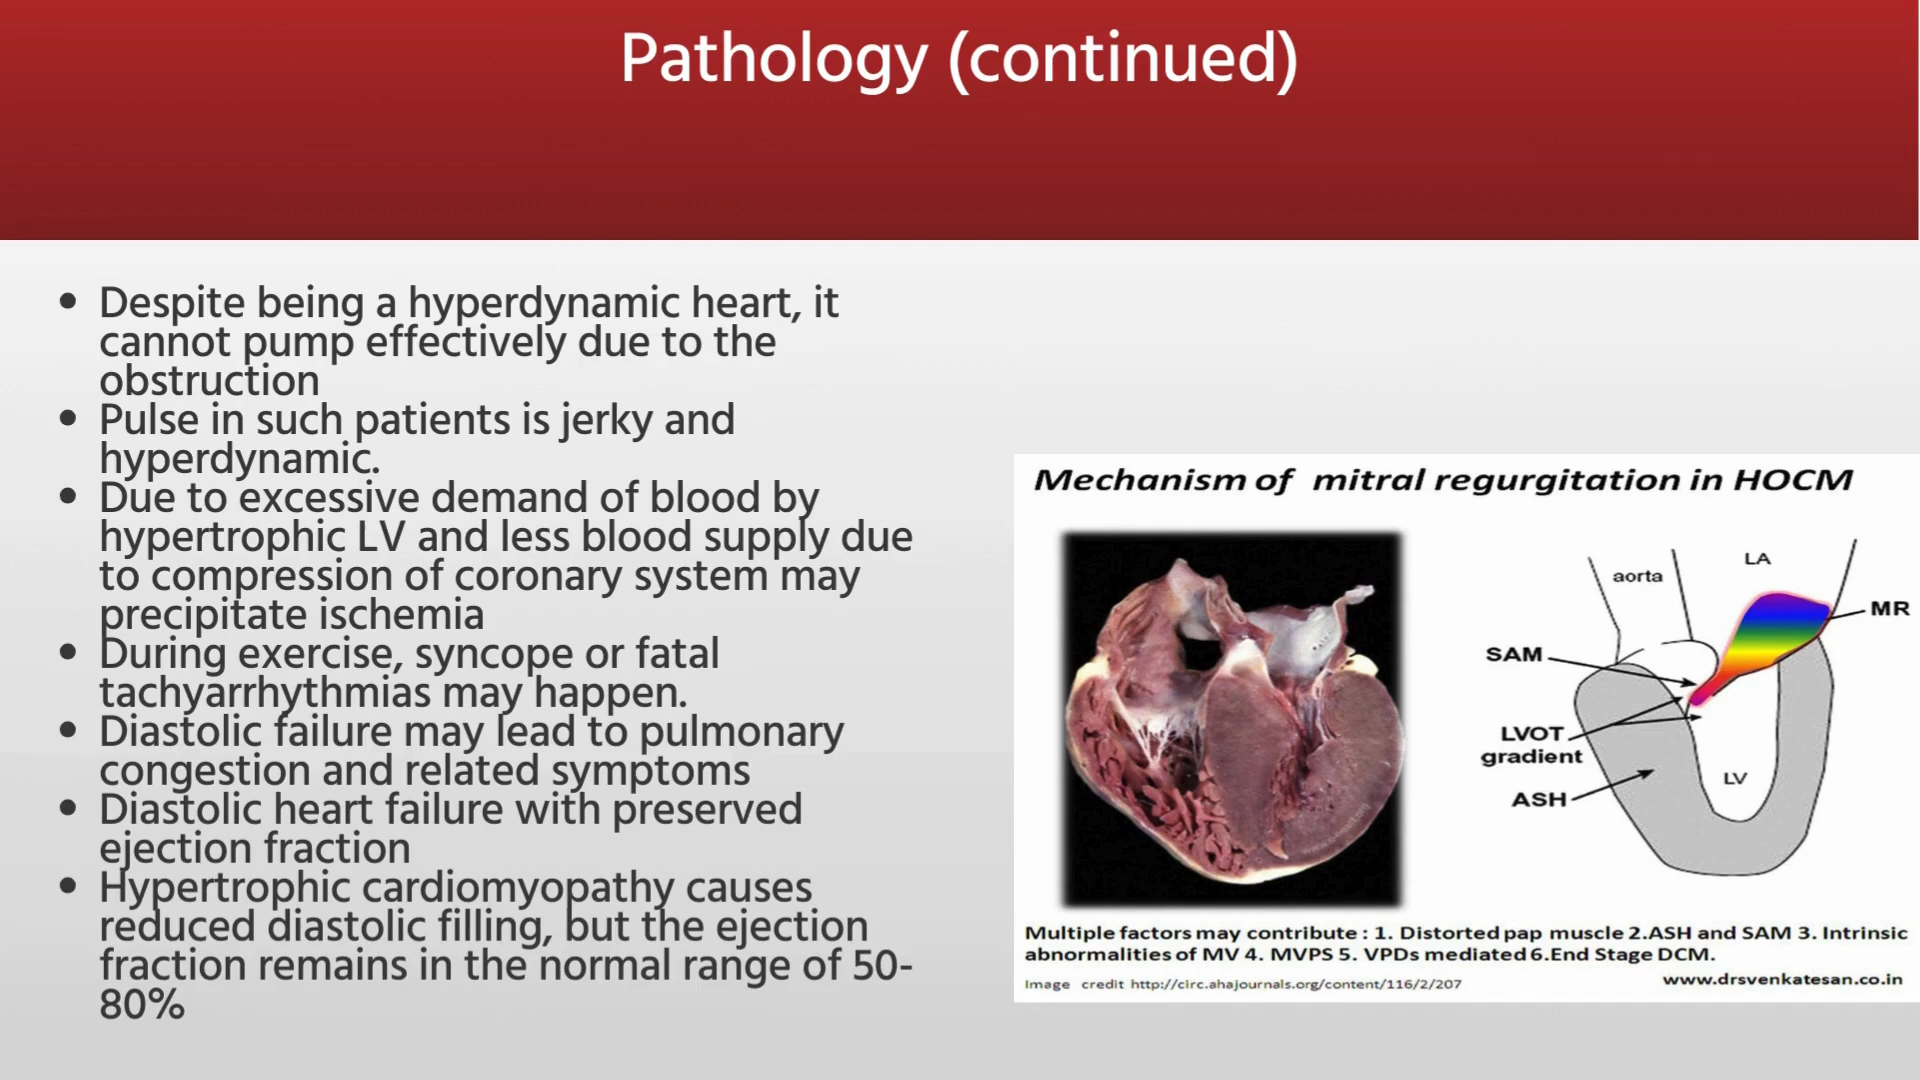 Pathology (continued)
• Despite being a hyperdynamic heart, it
cannot pump effectively due to the
obstruction
• Pulse in such patients is jerky and
hyperdynamic.
• Due to excessive demand of blood by
hypertrophic LV and less blood supply due
to compression of coronary system may
precipitate ischemia
• During exercise, syncope or fatal
tachyarrhythmias may happen.
• Diastolic failure may lead to pulmonary
congestion and related symptoms
• Diastolic heart failure with preserved
ejection fraction
• Hypertrophic cardiomyopathy causes
reduced diastolic filling, but the ejection
fraction remains in the normal range of 50-
80%
Mechanism of mitral regurgitation in HOCM
aorta
LA
MR
SAM
LVOT
gradient
LV
ASH
Multiple factors may contribute : 1. Distorted pap muscle 2.ASH and SAM 3. Intrinsic
abnormalities of MV 4. MVPS 5. VPDs mediated 6.End Stage DCM.
Image credit http://circ.ahajournals.org/content/116/2/207
www.drsvenkatesan.co.in